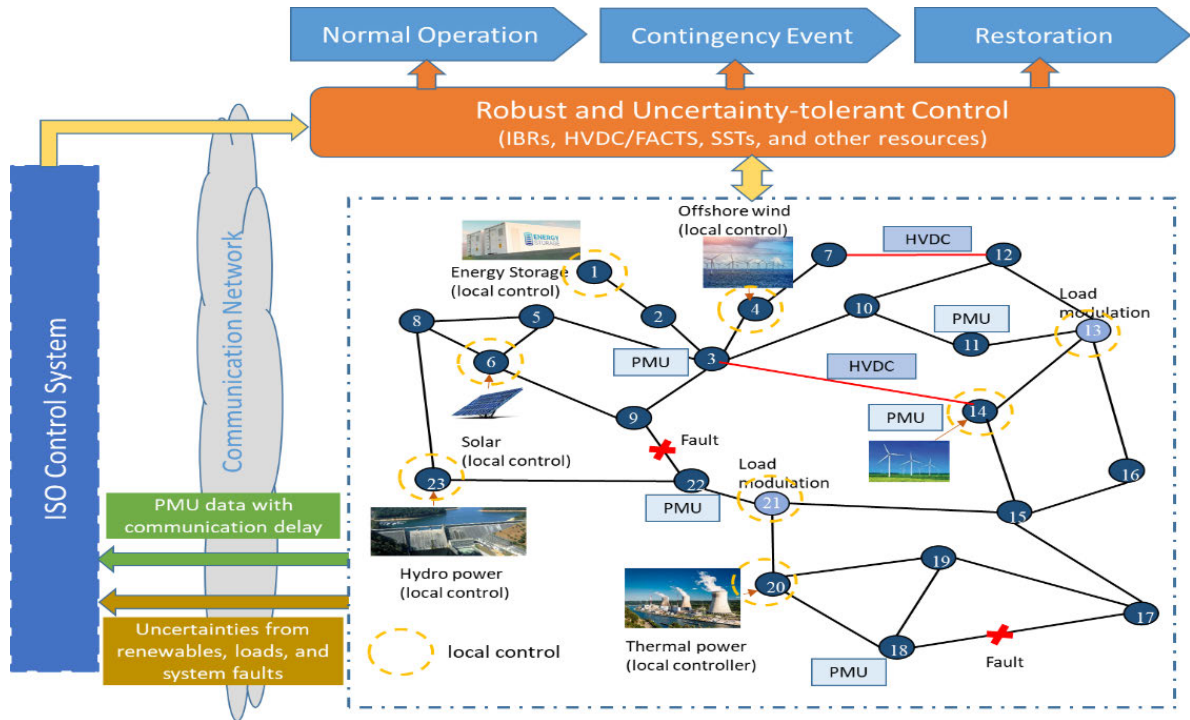 Normal Operation
Contingency Event
Restoration
Robust and Uncertainty-tolerant Control
(IBRs, HVDC/FACTS, SSTs, and other resources)
ISO Control System
Communication Network
PMU data with
communication delay
Uncertainties from
renewables, loads, and
system faults
ENERGY
STORAGE
Energy Storage
(local control)
1
2
Offshore wind
(local control)
4
7
HVDC
12
10
PMU
11
Load
modulation
13
8
5
6
PMU
3
HVDC
Solar
(local control)
9
Fault
PMU
14
16
23
22
PMU
Load
modulation
21
15
Hydro power
(local control)
20
19
17
Thermal power
(local controller)
18
PMU
Fault
local control